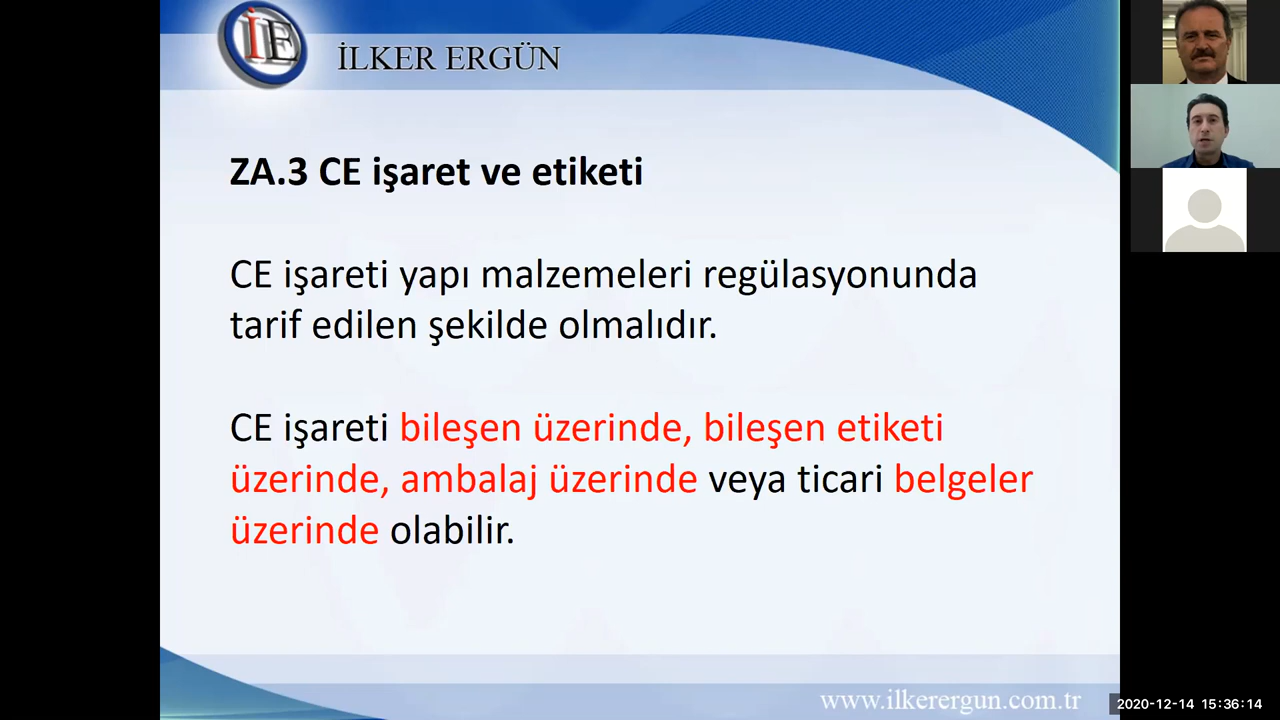 İE
İLKER ERGÜN
ZA.3 CE işaret ve etiketi
CE işareti yapı malzemeleri regülasyonunda
tarif edilen şekilde olmalıdır.
CE işareti bileşen üzerinde, bileşen etiketi
üzerinde, ambalaj üzerinde veya ticari belgeler
üzerinde olabilir.
www.ilkerergun.com.tr
2020-12-14 15:36:14